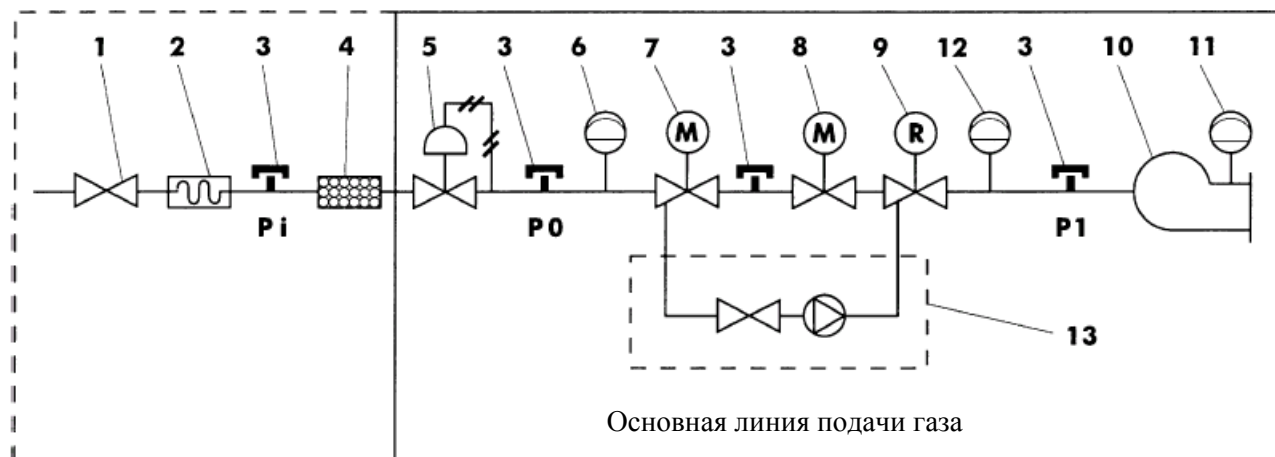 1 2 3 4 5 3 6 7 3 8 9 12 3 10 11
M M R
Pi P0 P1
13
Основная линия подачи газа